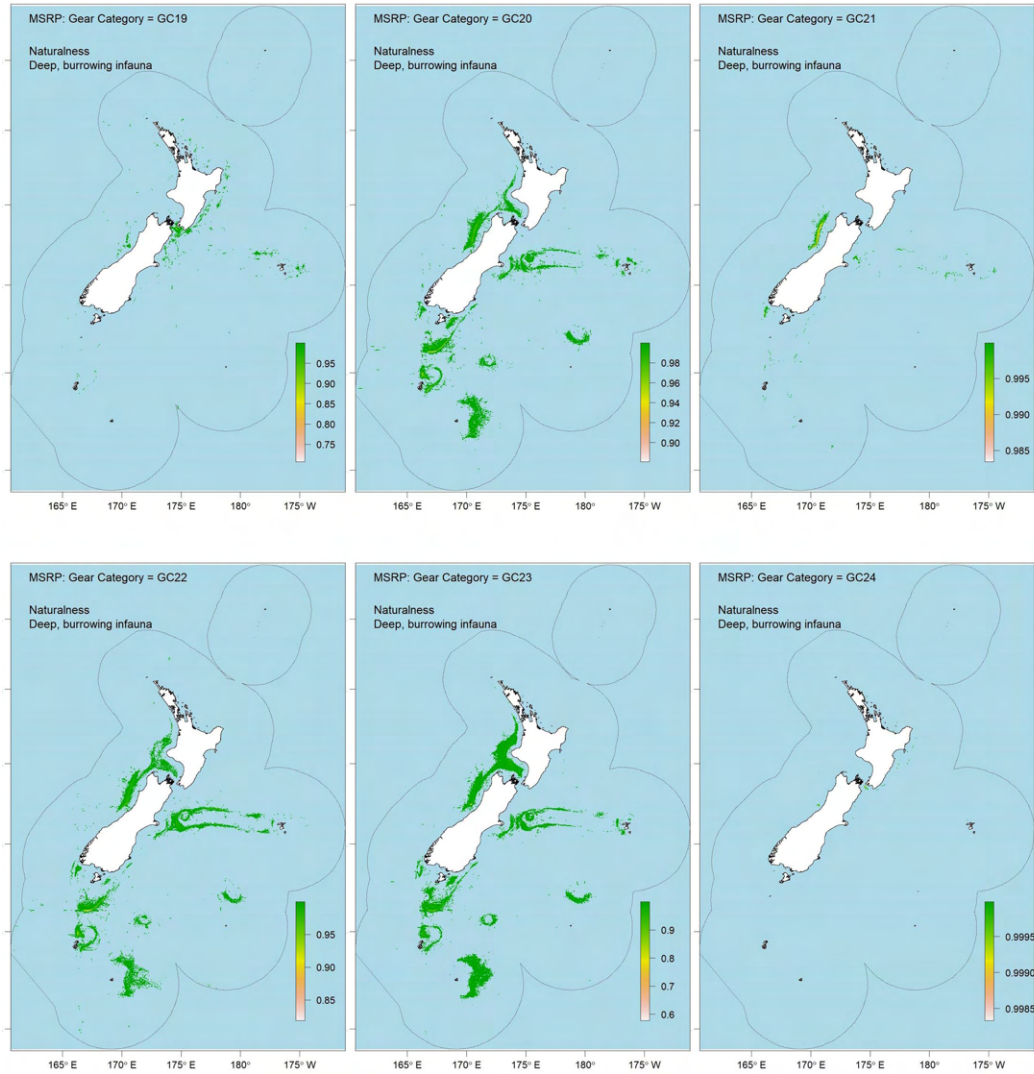 MSRP: Gear Category = GC19
Naturalness
Deep, burrowing infauna
0.95
0.90
0.85
0.80
0.75
MSRP: Gear Category = GC20
Naturalness
Deep, burrowing infauna
0.98
0.96
0.94
0.92
0.90
MSRP: Gear Category = GC21
Naturalness
Deep, burrowing infauna
0.995
0.990
0.985
165° E 170° E 175° E 180° 175° W
165° E 170° E 175° E 180° 175° W
165° E 170° E 175° E 180° 175° W
MSRP: Gear Category = GC22
Naturalness
Deep, burrowing infauna
0.95
0.90
0.85
MSRP: Gear Category = GC23
Naturalness
Deep, burrowing infauna
0.9
0.8
0.7
0.6
MSRP: Gear Category = GC24
Naturalness
Deep, burrowing infauna
0.9995
0.9990
0.9985
165° E 170° E 175° E 180° 175° W
165° E 170° E 175° E 180° 175° W
165° E 170° E 175° E 180° 175° W